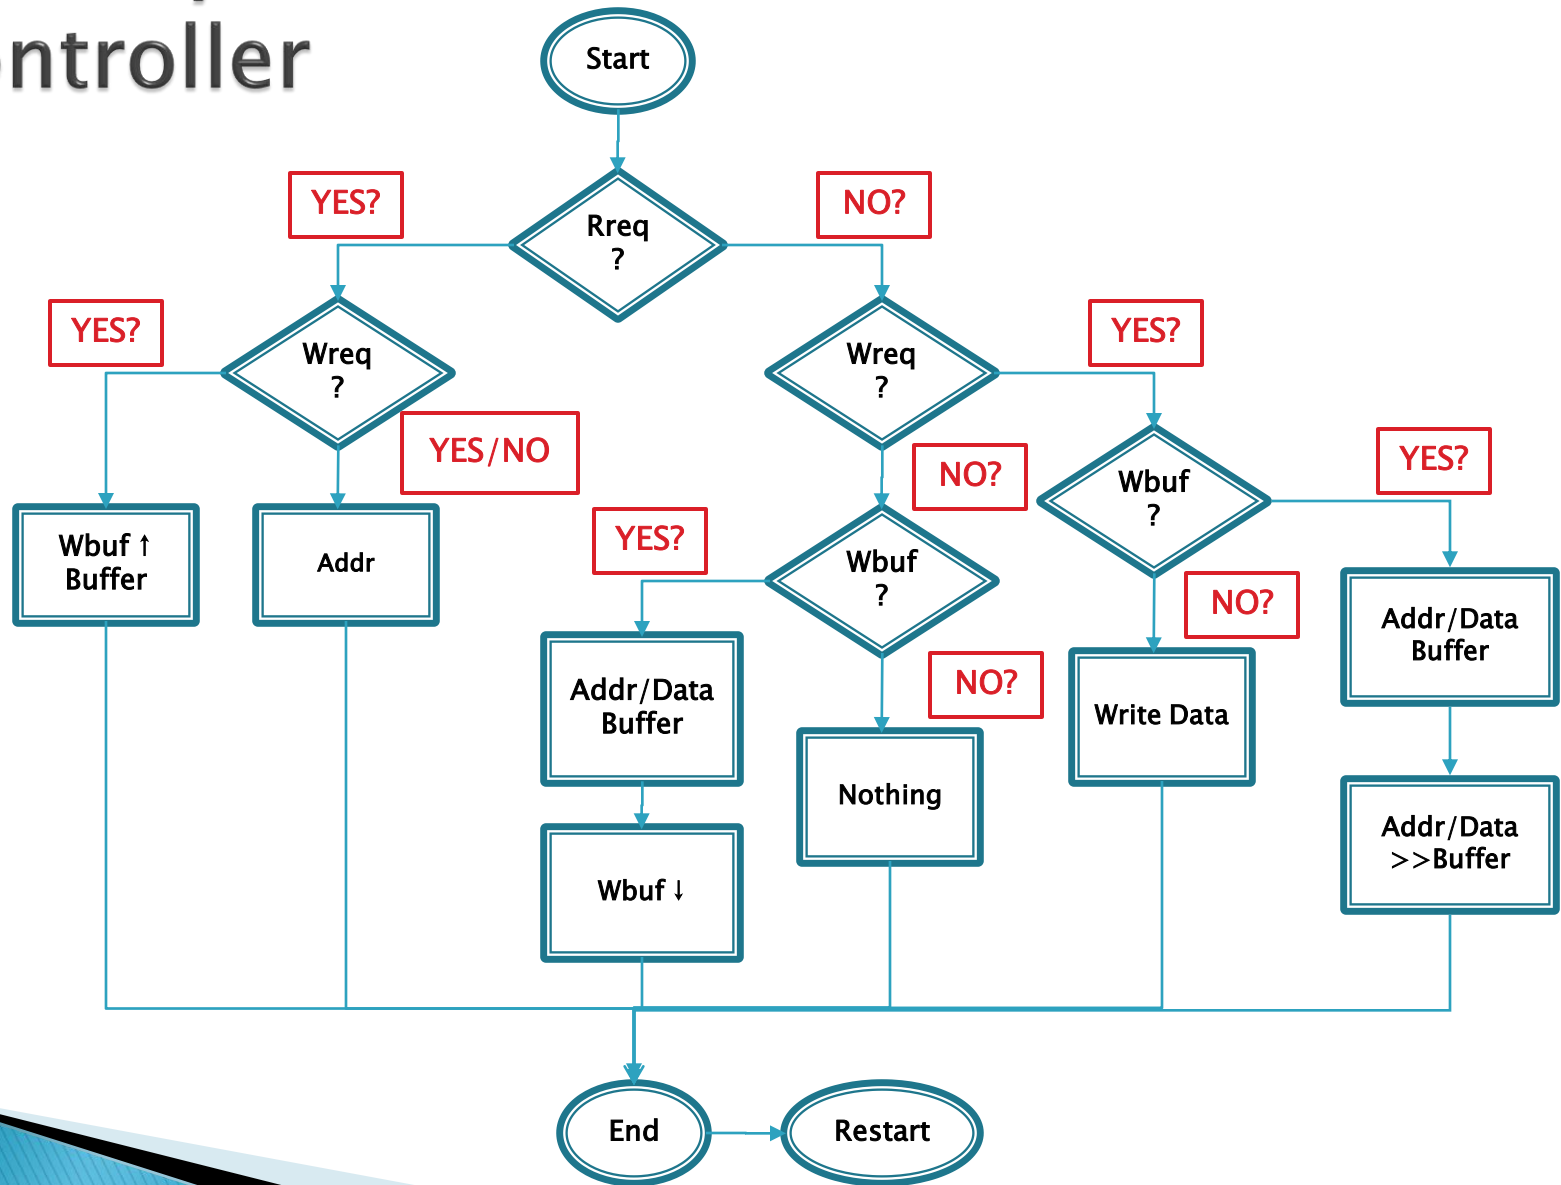 ntroller
Start
YES?
NO?
Rreq
?
YES?
YES?
Wreq
?
Wreq
?
YES/NO
NO?
YES?
Wbuf
?
YES?
Wbuf ↑
Buffer
Addr
Wbuf
?
NO?
Addr/Data
Buffer
NO?
Addr/Data
Buffer
Write Data
Nothing
Addr/Data
>>Buffer
Wbuf ↓
End
Restart